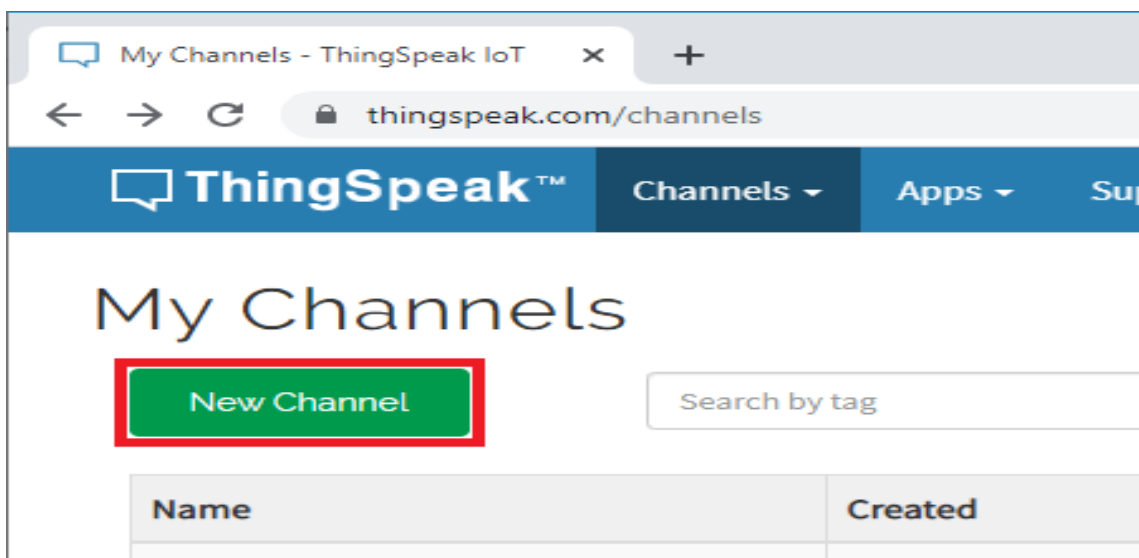 My Channels - ThingSpeak IoT
thingspeak.com/channels
ThingSpeak™ Channels Apps Sup
My Channels
New Channel Search by tag
Name Created